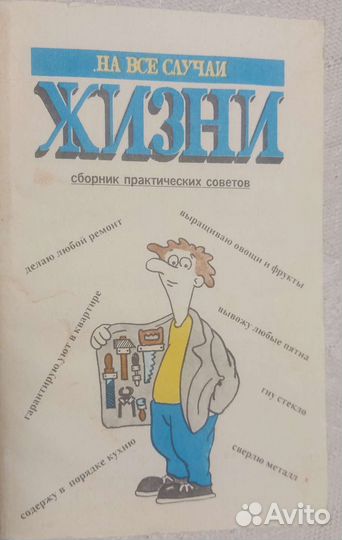 НА ВСЕ СЛУЧАИ
ЖИЗНИ
сборник практических советов
делаю любой ремонт
выращиваю овощи и фрукты
гарантирую уют в квартире
вывожу любые пятна
гну стекло
содержу в порядке кухню
сверлю металл
Avito